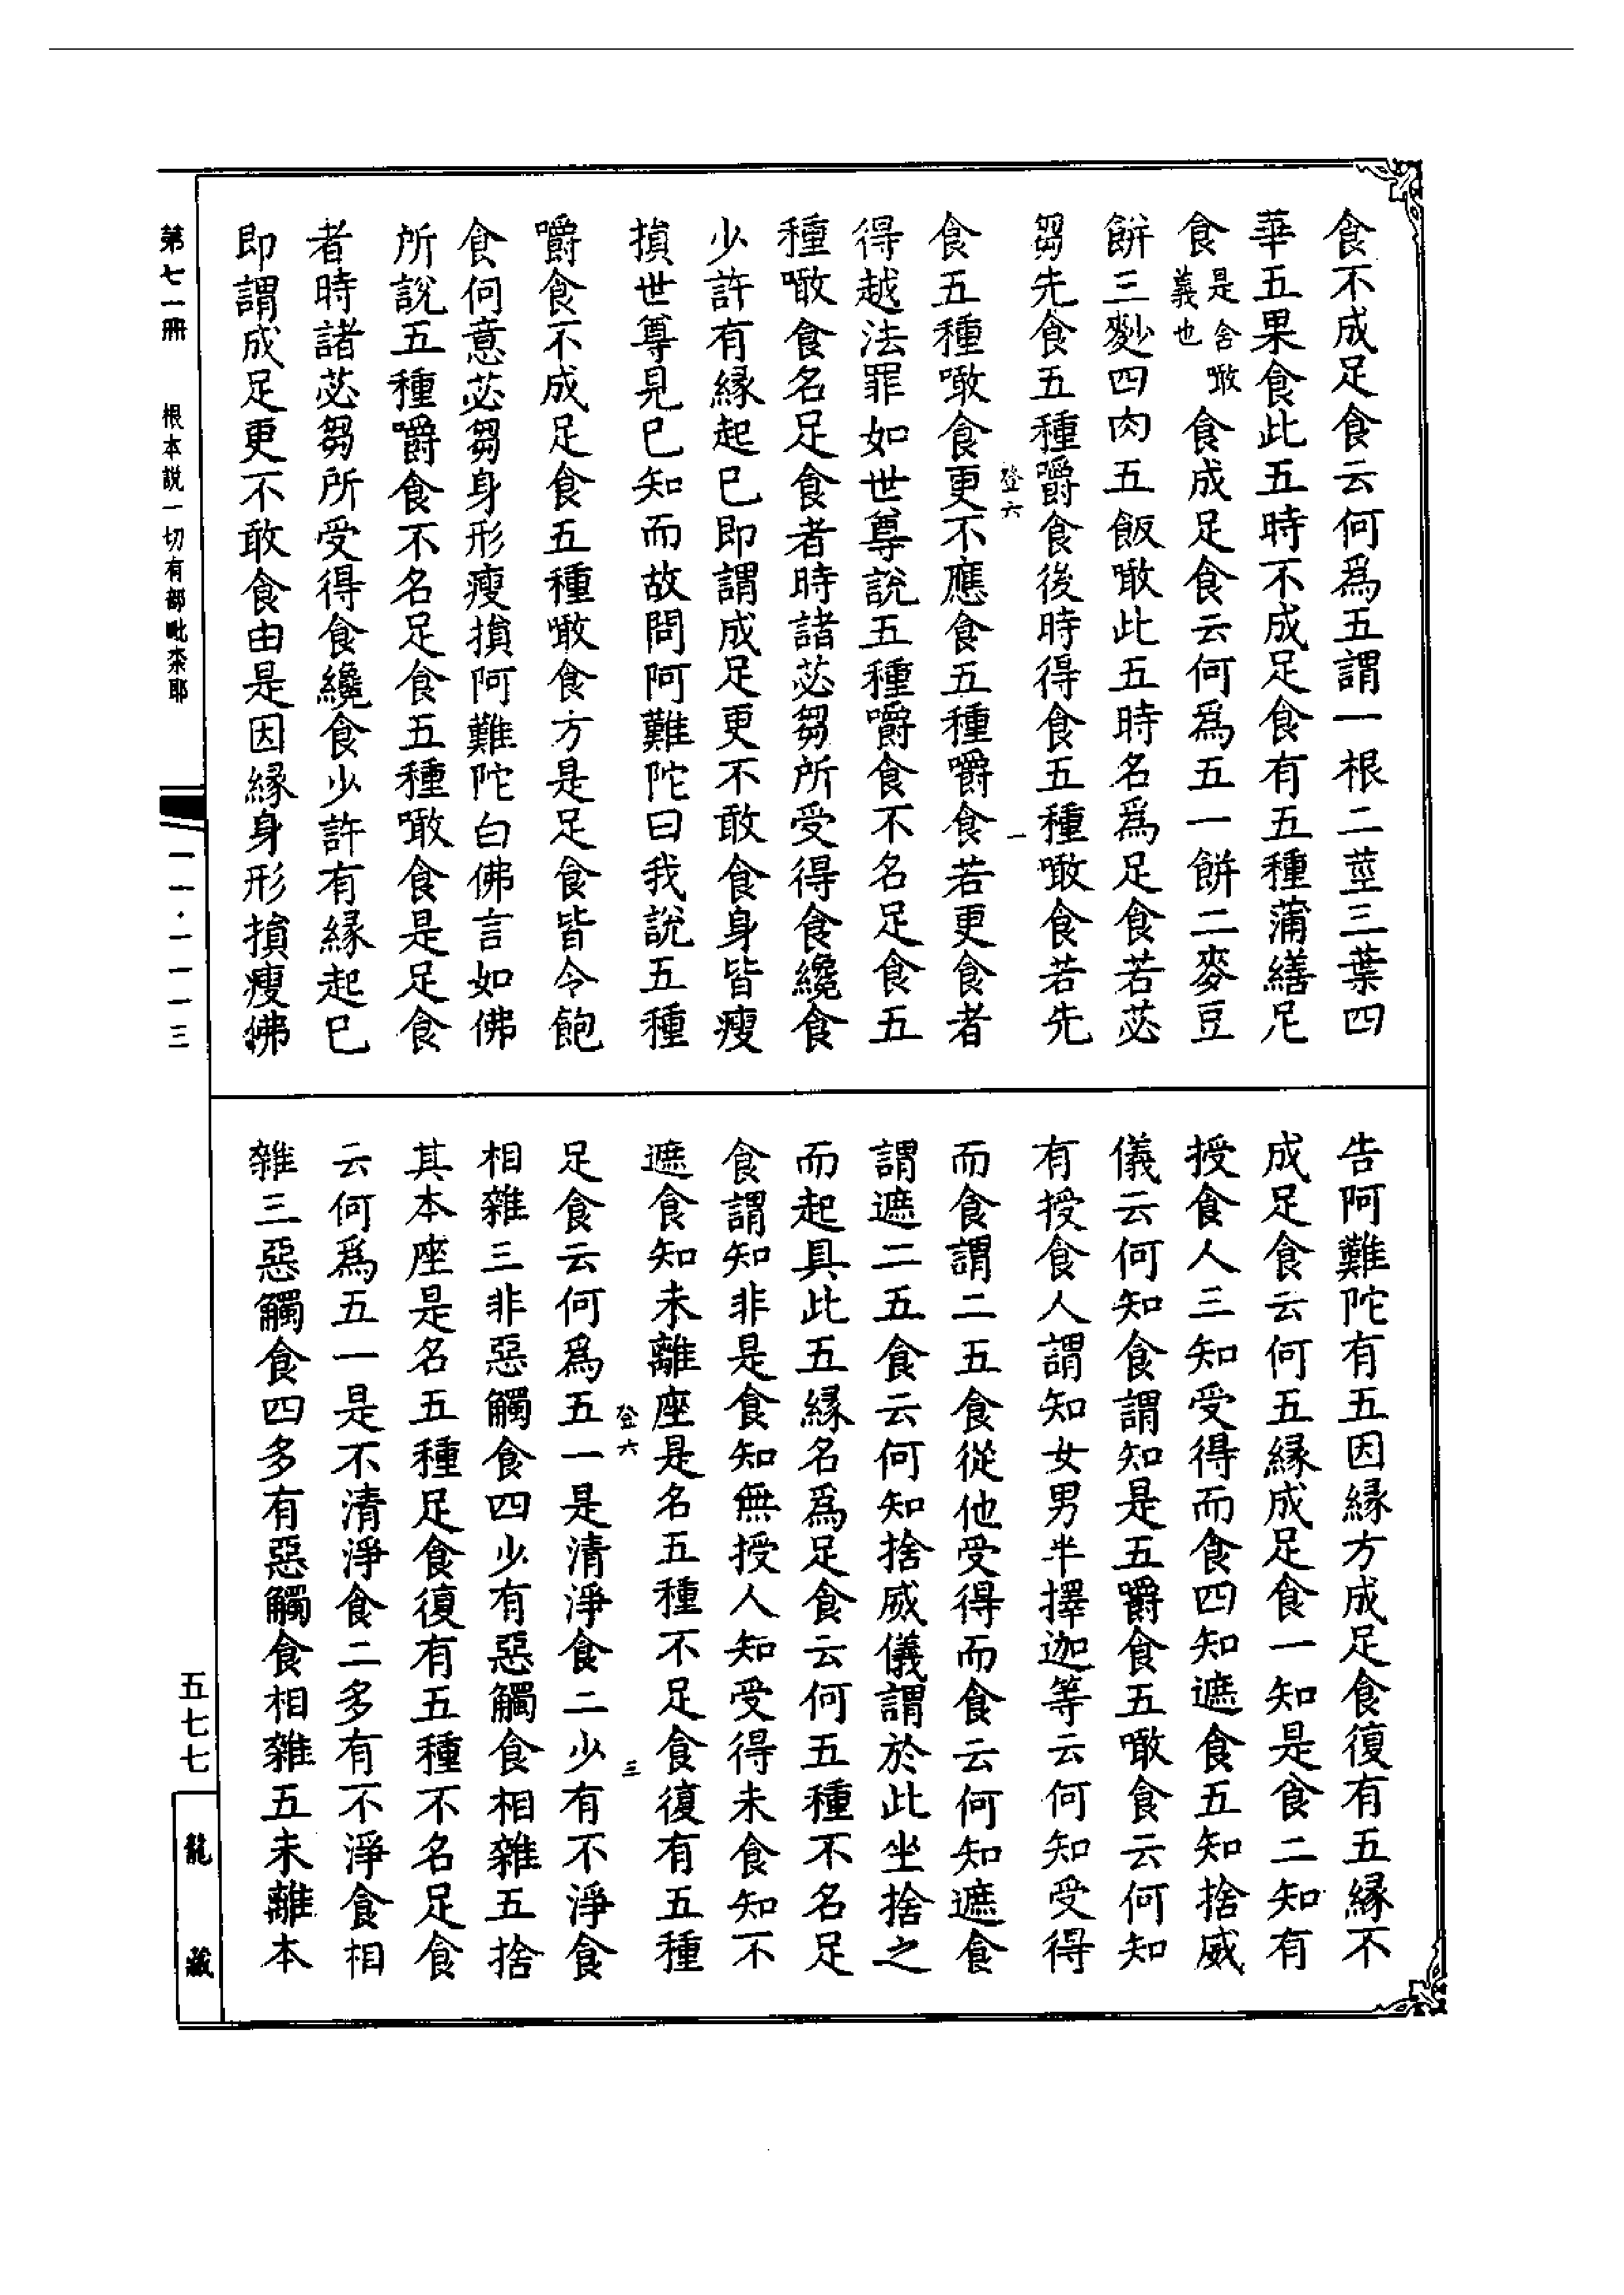 食不成足食云何爲五謂一根二莖三葉四
華五果食此五時不成足食有五種蒲繕尼
食是含噉義也食成足食云何爲五一餅二麥豆
餅三麨四肉五飯噉此五時名爲足食若苾
芻先食五種嚼食後時得食五種噉食若先
登六 一
食五種噉食更不應食五種嚼食若更食者
得越法罪如世尊說五種嚼食不名足食五
種噉食名足食者時諸苾芻所受得食纔食
少許有緣起已即謂成足更不敢食身皆瘦
損世尊見已知而故問阿難陀曰我說五種
嚼食不成足食五種噉食方是足食皆令飽
食何意苾芻身形瘦損阿難陀白佛言如佛
所說五種嚼食不名足食五種噉食是足食
者時諸苾芻所受得食纔食少許有緣起已
即謂成足更不敢食由是因緣身形損瘦佛
告阿難陀有五因緣方成足食復有五緣不
成足食云何五緣成足食一知是食二知有
授食人三知受得而食四知遮食五知捨威
儀云何知食謂知是五嚼食五噉食云何知
有授食人謂知女男半擇迦等云何知受得
而食謂二五食從他受得而食云何知遮食
謂遮二五食云何知捨威儀謂於此坐捨之
而起具此五緣名爲足食云何五種不名足
食謂知非是食知無授人知受得未食知不
遮食知未離座是名五種不足食復有五種
登六 三
足食云何爲五一是清淨食二少有不淨食
相雜三非惡觸食四少有惡觸食相雜五捨
其本座是名五種足食復有五種不名足食
云何爲五一是不清淨食二多有不淨食相
雜三惡觸食四多有惡觸食相雜五未離本
第七一冊 根本說一切有部毗奈耶
一一·一一一三
五七七
龍藏